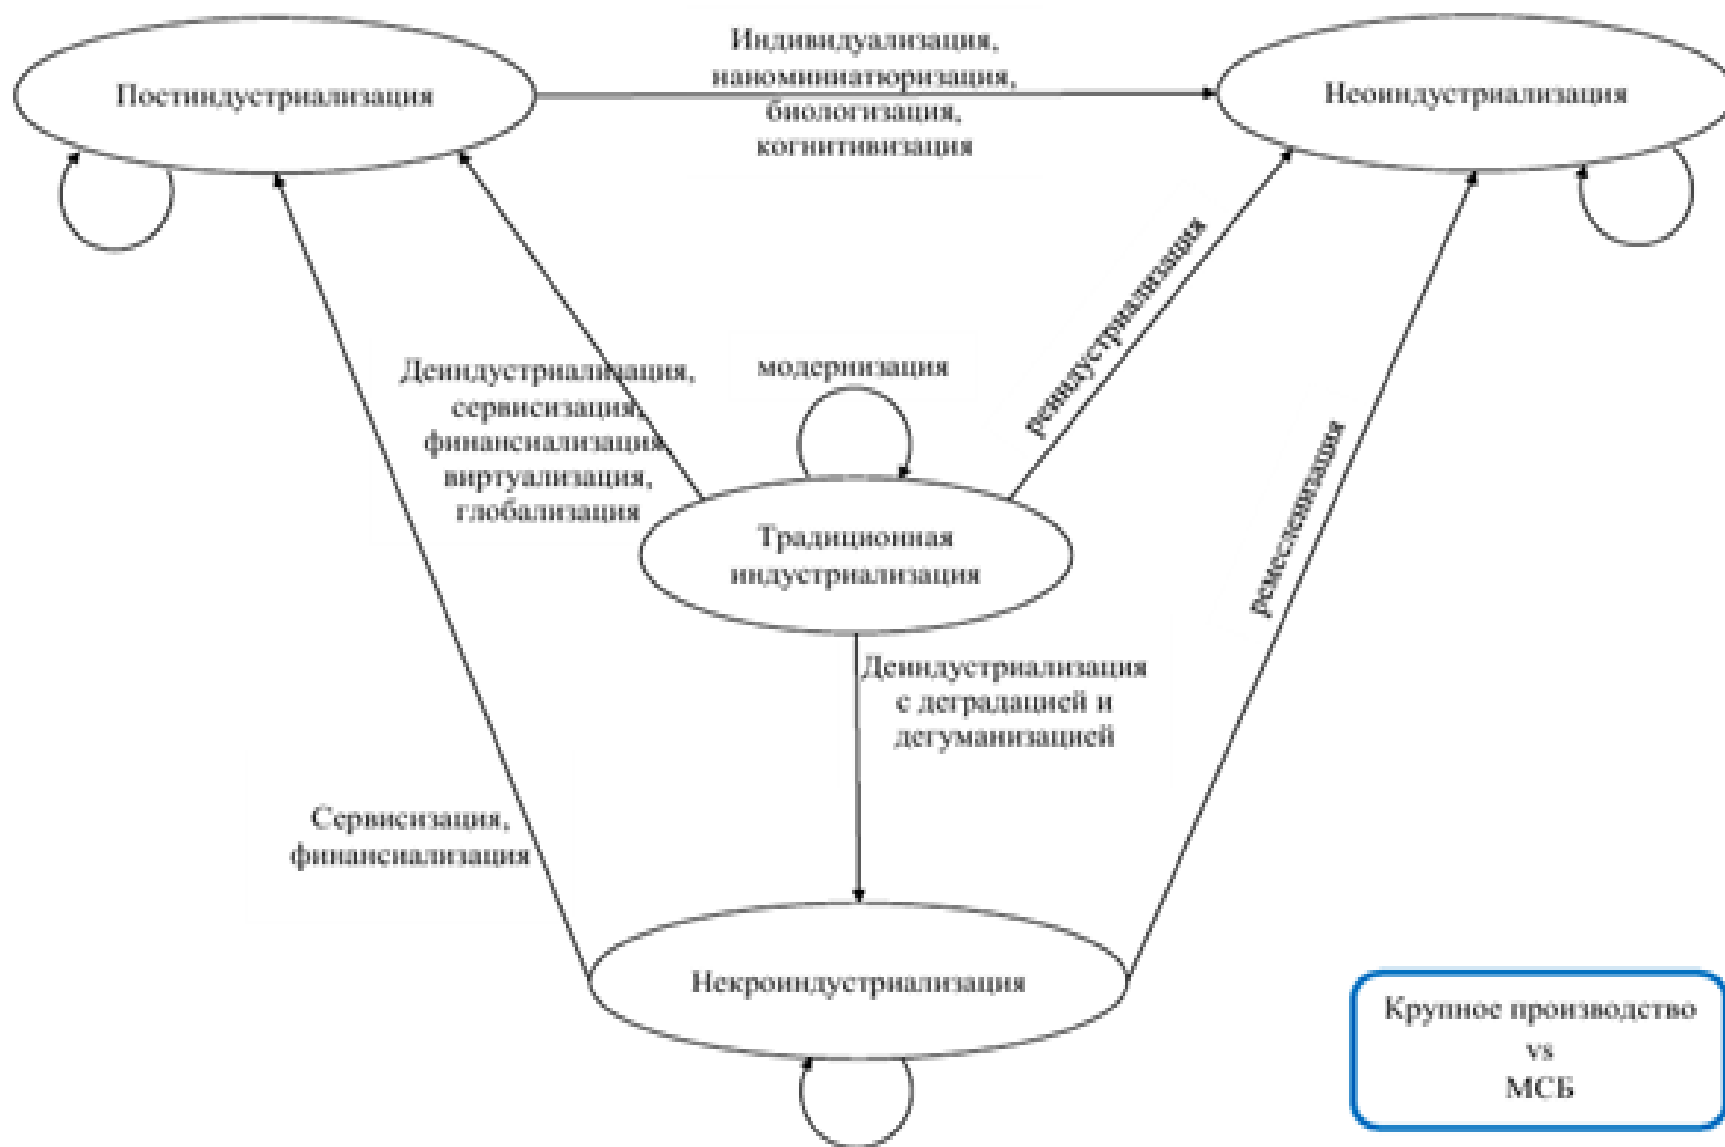 Индивидуализация,
наноминиатюризация,
биологизация,
когнитивизация
Постиндустриализация
Неоиндустриализация
реиндустриализация
Деиндустриализация,
сервисизация,
финансиализация,
виртуализация,
глобализация
модернизация
Традиционная
индустриализация
ремесленизация
Деиндустриализация
с деградацией и
дегуманизацией
Сервисизация,
финансиализация
Некроиндустриализация
Крупное производство
vs
МСБ